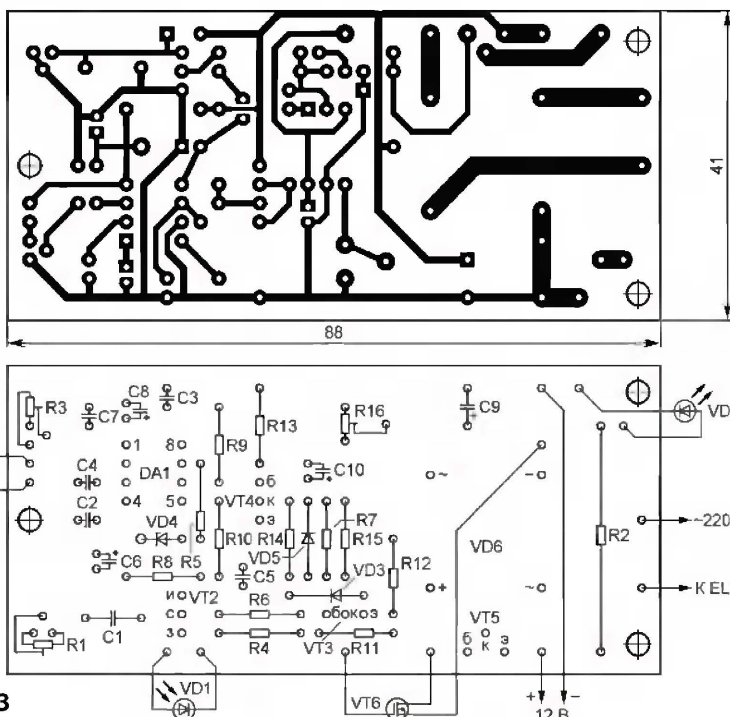 41
88
R3
C7
C8
C3
R9
R13
R16
C9
VD
C4
1
8
DA1
C10
~
−
C2
4
5
VT4
б
к
э
R7
~220
VD4
R5
R10
R14
VD5
R15
R2
C6
R8
C5
VD3
R12
VD6
+
~
К EL
и
с
з
VT2
R6
б
к
э
VT5
б
к
э
R1
C1
R4
VT3
R11
VD1
VT6
+
−
12 В
3